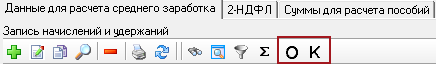 Данные для расчета среднего заработка 2-НДФЛ Суммы для расчета пособий
Запись начислений и удержаний
Σ О К